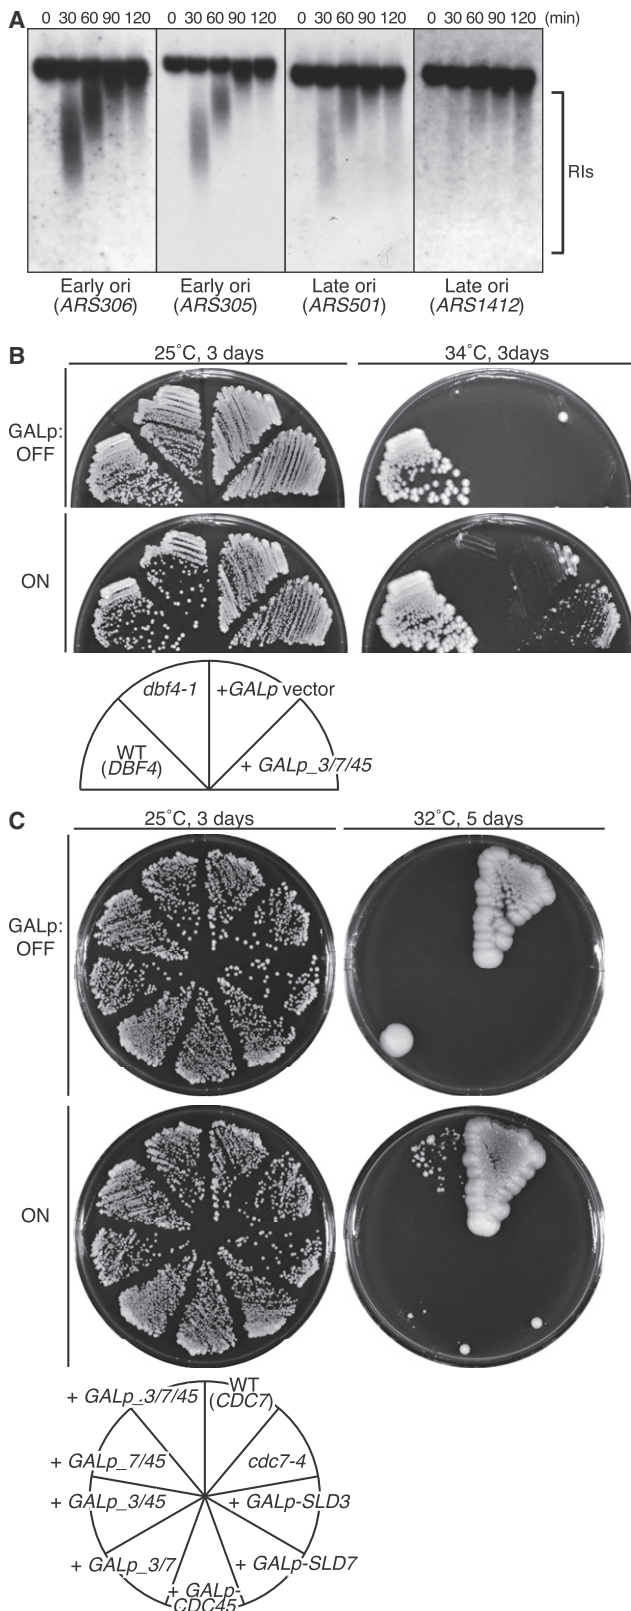 A
0 30 60 90 120 0 30 60 90 120 0 30 60 90 120 0 30 60 90 120 (min)
RIs
Early ori Early ori Late ori Late ori
(ARS306) (ARS305) (ARS501) (ARS1412)
B
25˚C, 3 days 34˚C, 3days
GALp:
OFF
ON
dbf4-1 +GALp vector
WT
(DBF4)
+ GALp_3/7/45
C
25˚C, 3 days 32˚C, 5 days
GALp:
OFF
ON
+ GALp_3/7/45 WT
(CDC7)
+ GALp_7/45 cdc7-4
+ GALp_3/45 + GALp-SLD3
+ GALp_3/7 + GALp-SLD7
+ GALp-
CDC45